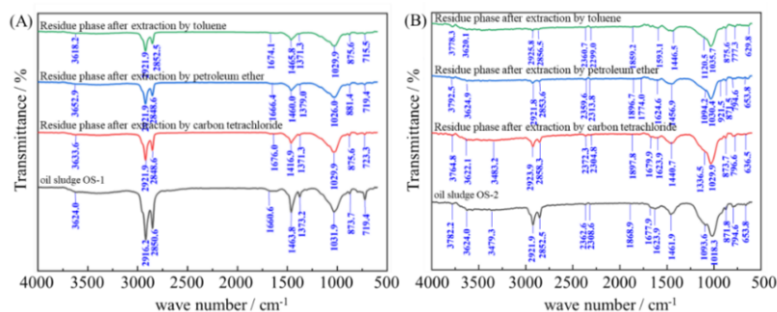 (A)
Residue phase after extraction by toluene
3618.2 2921.9 2852.5 1674.1 1465.8 1371.3 1029.9 875.6 715.5
Residue phase after extraction by petroleum ether
3652.9 2921.9 2848.6 1666.4 1460.0 1379.0 1026.0 881.4 719.4
Residue phase after extraction by carbon tetrachloride
3633.6 2921.9 2848.6 1676.0 1416.9 1371.3 1029.9 875.6 723.3
oil sludge OS-1
3624.0 2916.2 2850.6 1660.6 1463.8 1373.2 1031.9 873.7 719.4
Transmittance / %
4000 3500 3000 2500 2000 1500 1000 500
wave number / cm-1
(B)
Residue phase after extraction by toluene
3778.3 3620.1 2925.8 2856.5 2360.7 2299.0 1859.2 1593.1 1446.5 1120.5 1035.7 875.6 777.3 629.8
Residue phase after extraction by petroleum ether
3792.5 3624.0 2921.8 2853.6 2359.6 2313.8 1896.7 1774.0 1624.6 1456.9 1094.2 1030.4 921.5 871.5 794.6 653.8
Residue phase after extraction by carbon tetrachloride
3764.8 3622.1 3483.2 2923.9 2858.3 2372.3 2304.8 1897.8 1679.9 1623.9 1440.7 1336.5 1029.9 873.7 796.6 636.5
oil sludge OS-2
3782.2 3624.0 3479.3 2921.9 2852.5 2362.6 2308.6 1868.9 1677.9 1623.9 1461.9 1093.6 1018.3 871.8 794.6 653.8
Transmittance / %
4000 3500 3000 2500 2000 1500 1000 500
wave number / cm-1